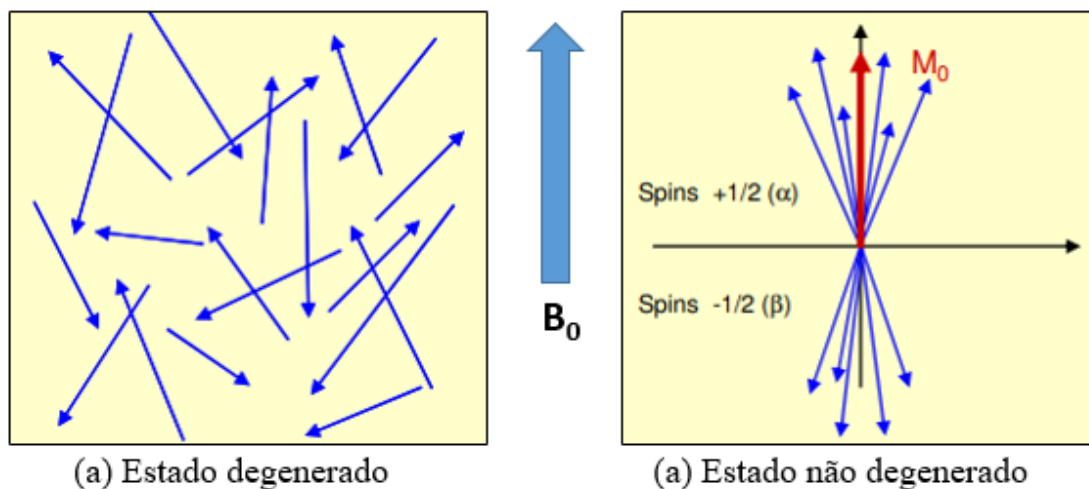 B₀
M₀
Spins +1/2 (α)
Spins -1/2 (β)
(a) Estado degenerado
(a) Estado não degenerado